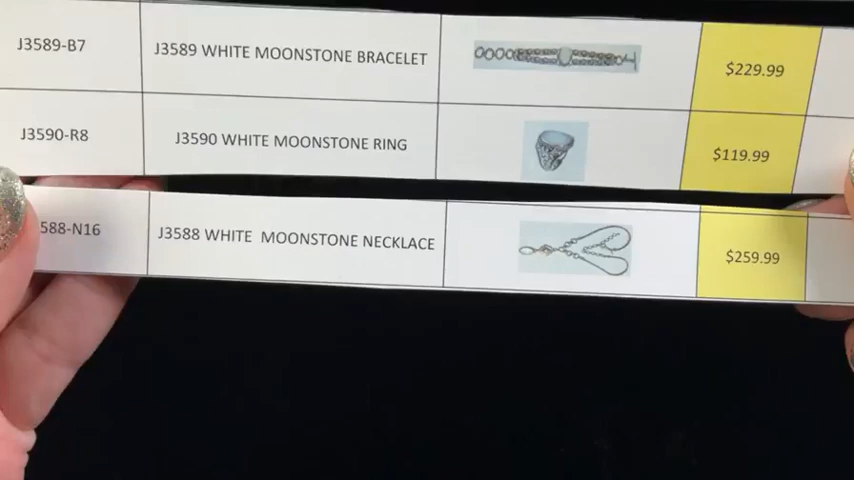 J3589-B7 J3589 WHITE MOONSTONE BRACELET $229.99
J3590-R8 J3590 WHITE MOONSTONE RING $119.99
588-N16 J3588 WHITE MOONSTONE NECKLACE $259.99